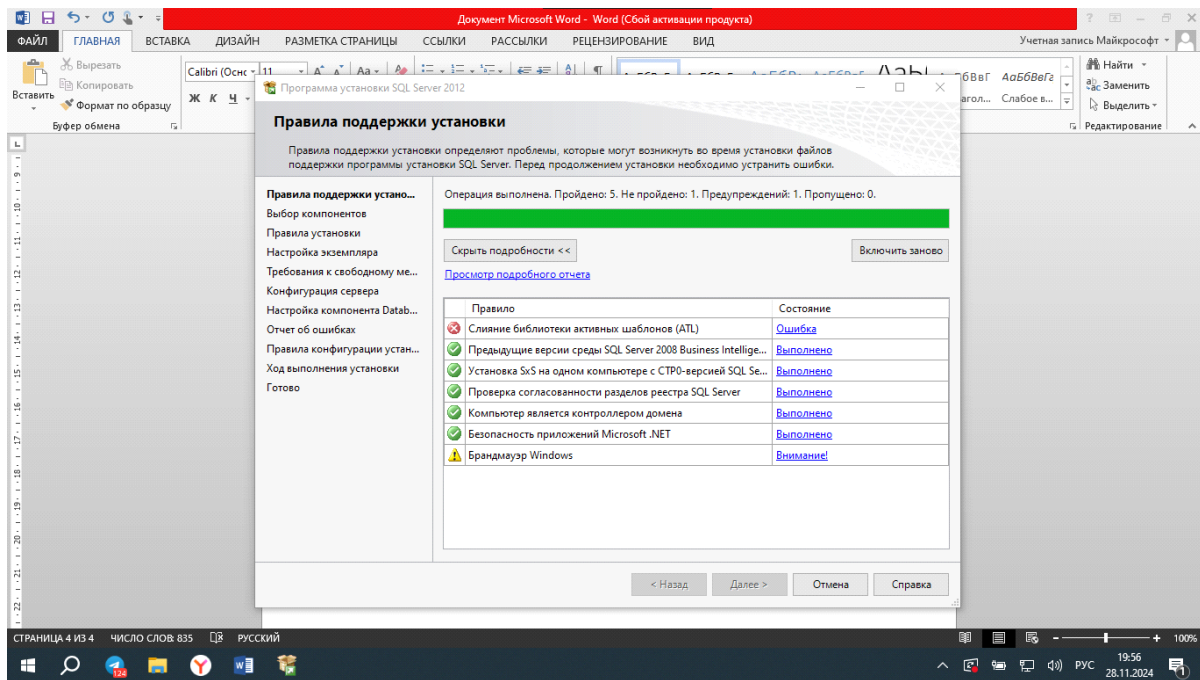 Документ Microsoft Word - Word (Сбой активации продукта)
ФАЙЛ ГЛАВНАЯ ВСТАВКА ДИЗАЙН РАЗМЕТКА СТРАНИЦЫ ССЫЛКИ РАССЫЛКИ РЕЦЕНЗИРОВАНИЕ ВИД Учетная запись Майкрософт
Вставить
Вырезать
Копировать
Формат по образцу
Буфер обмена
Calibri (Оснс 11
Ж К Ч
АаБбВвГг
Слабое в...
Найти
Заменить
Выделить
Редактирование
Программа установки SQL Server 2012
Правила поддержки установки
Правила поддержки установки определяют проблемы, которые могут возникнуть во время установки файлов
поддержки программы установки SQL Server. Перед продолжением установки необходимо устранить ошибки.
Правила поддержки устано...
Выбор компонентов
Правила установки
Настройка экземпляра
Требования к свободному ме...
Конфигурация сервера
Настройка компонента Datab...
Отчет об ошибках
Правила конфигурации устан...
Ход выполнения установки
Готово
Операция выполнена. Пройдено: 5. Не пройдено: 1. Предупреждений: 1. Пропущено: 0.
Скрыть подробности << Включить заново
Просмотр подробного отчета
Правило Состояние
Слияние библиотеки активных шаблонов (ATL) Ошибка
Предыдущие версии среды SQL Server 2008 Business Intellige... Выполнено
Установка SxS на одном компьютере с CTP0-версией SQL Se... Выполнено
Проверка согласованности разделов реестра SQL Server Выполнено
Компьютер является контроллером домена Выполнено
Безопасность приложений Microsoft .NET Выполнено
Брандмауэр Windows Внимание!
< Назад Далее > Отмена Справка
СТРАНИЦА 4 ИЗ 4 ЧИСЛО СЛОВ: 835 РУССКИЙ 100%
124
РУС
19:56
28.11.2024
1